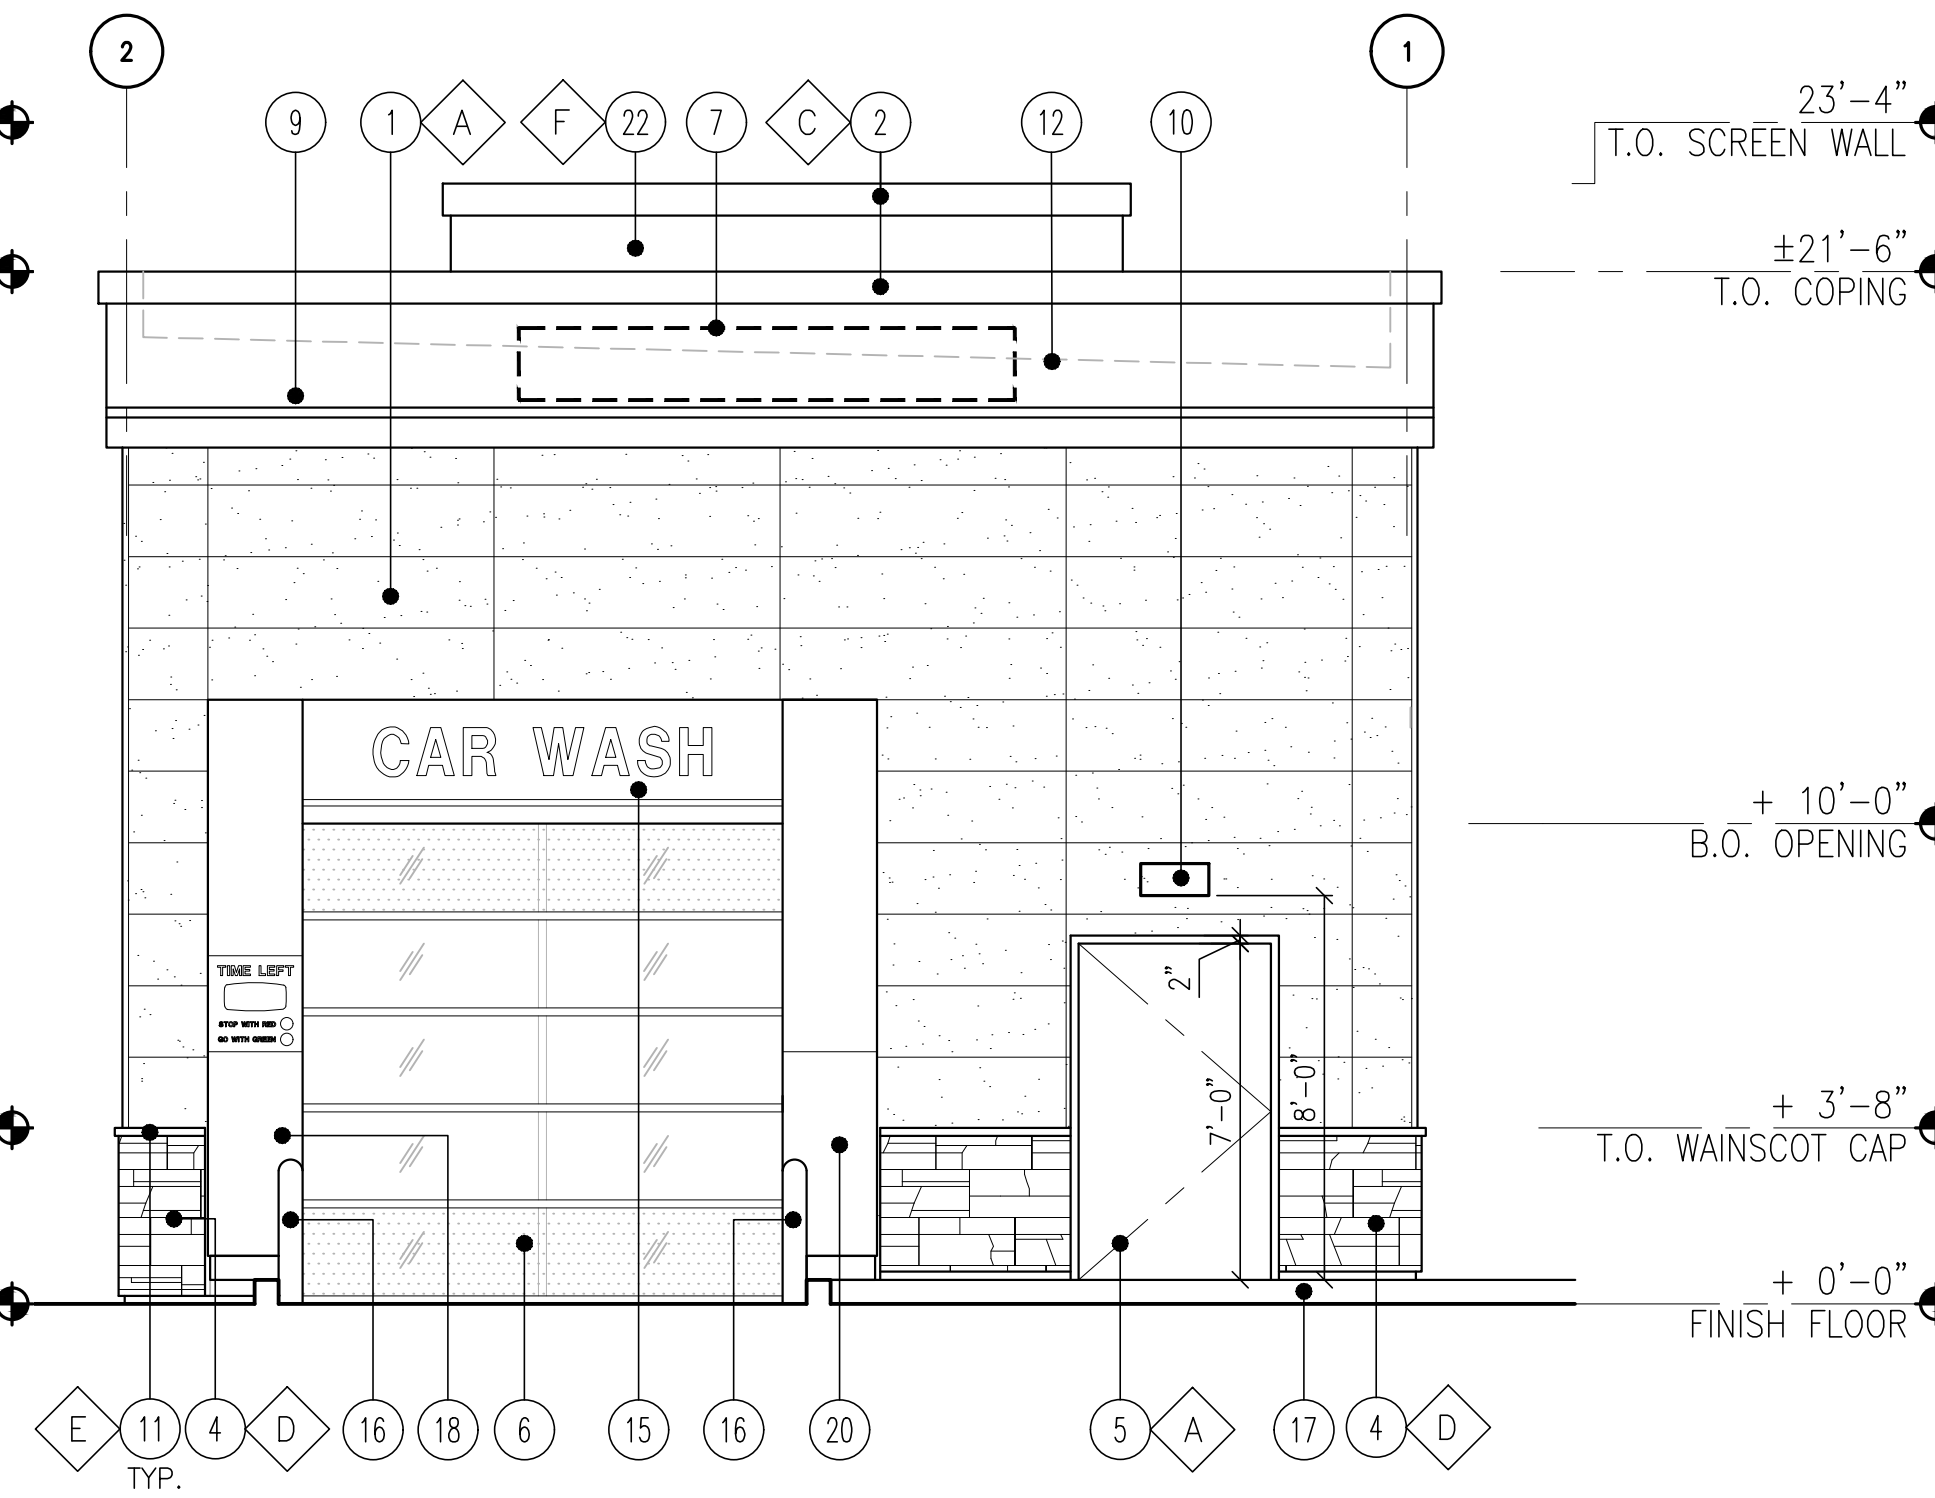 2
1
9
1
A
F
22
7
C
2
12
10
23'-4"
T.O. SCREEN WALL
±21'-6"
T.O. COPING
CAR WASH
+ 10'-0"
B.O. OPENING
TIME LEFT
STOP WITH RED
GO WITH GREEN
2"
7'-0"
8'-0"
+ 3'-8"
T.O. WAINSCOT CAP
+ 0'-0"
FINISH FLOOR
E
11
4
D
16
18
6
15
16
20
5
A
17
4
D
TYP.